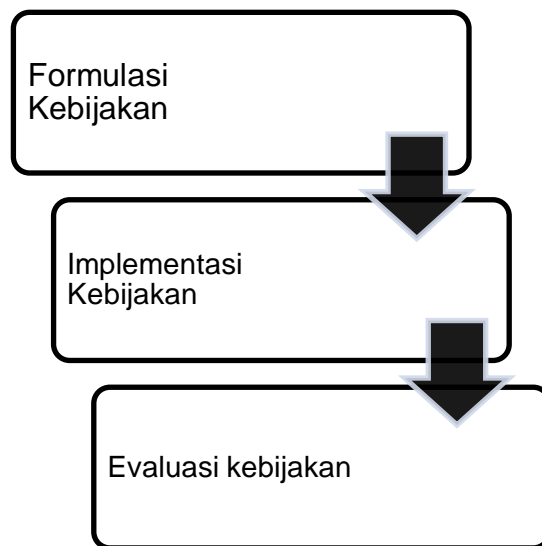 Formulasi
Kebijakan
Implementasi
Kebijakan
Evaluasi kebijakan